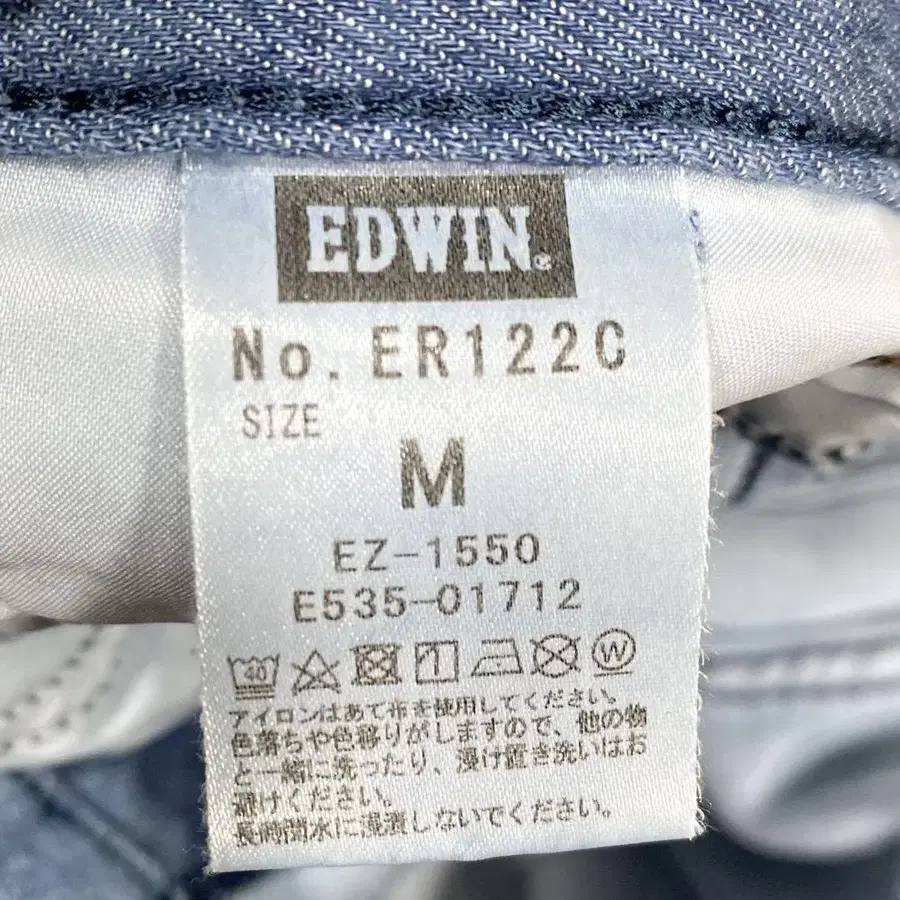 EDWIN®
No. ER122C
SIZE
M
EZ-1550
E535-01712
40 W
アイロンはあて布を使用してください。
色落ちや色移りがしますので、他の物
と一緒に洗ったり、浸け置き洗いはお
避けください。
長時間水に浸漬しないでください。